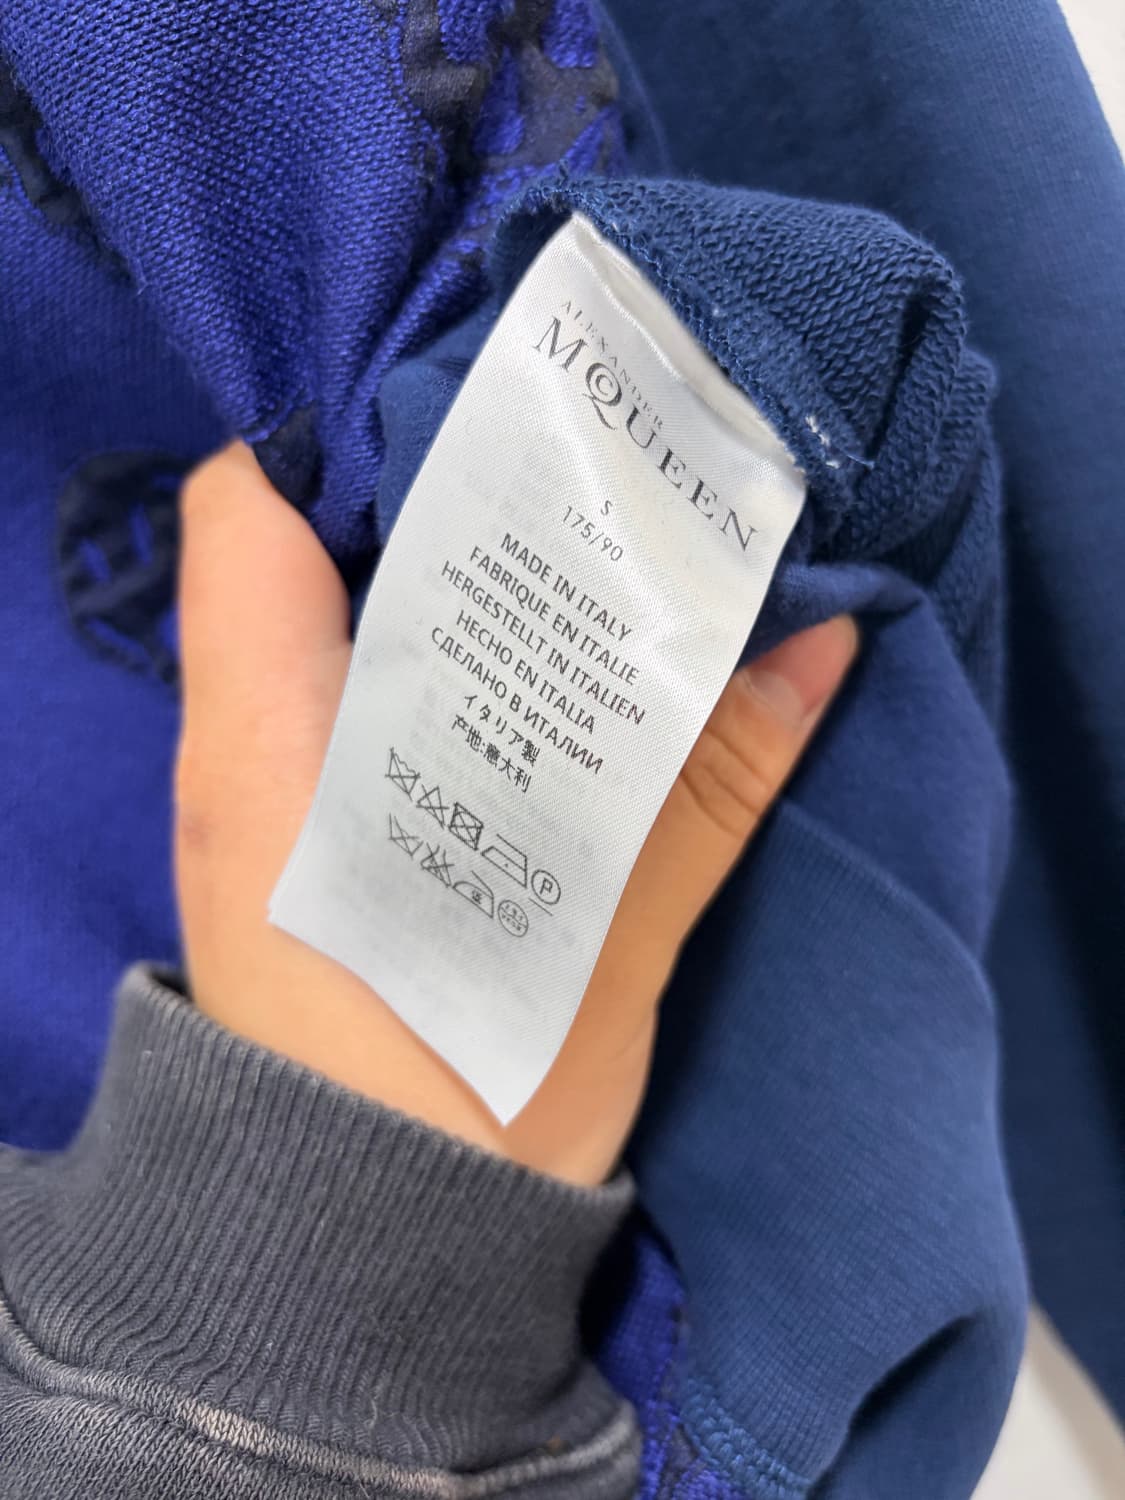 ALEXANDER
MCQUEEN
S
175/90
MADE IN ITALY
FABRIQUE EN ITALIE
HERGESTELLT IN ITALIEN
HECHO EN ITALIA
СДЕЛАНО В ИТАЛИИ
イタリア製
产地:意大利
P